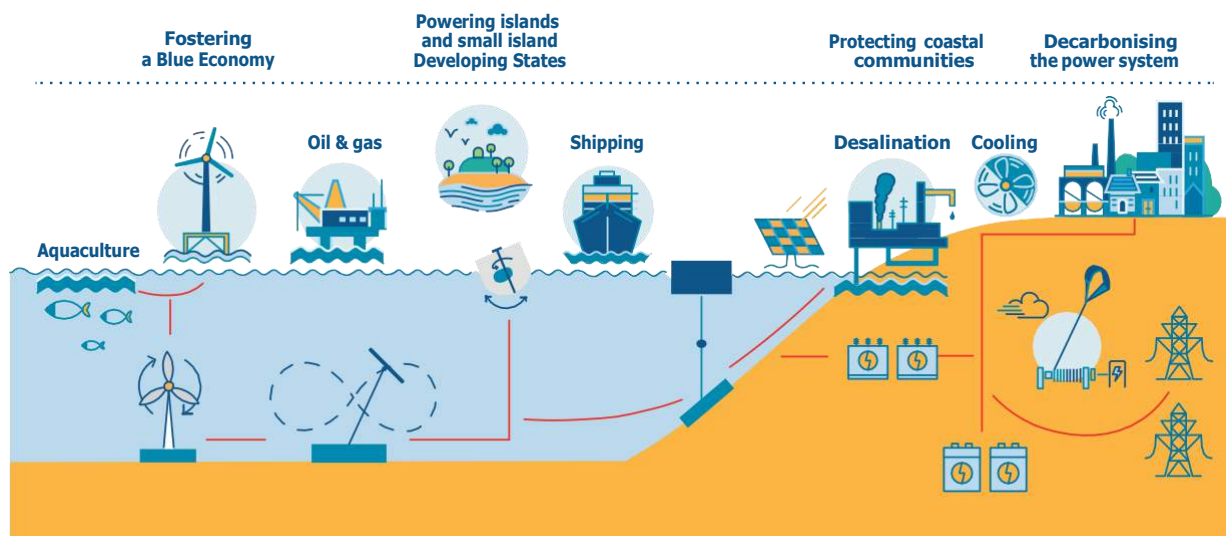 Fostering
a Blue Economy
Powering islands
and small island
Developing States
Protecting coastal
communities
Decarbonising
the power system
Oil & gas
Shipping
Desalination
Cooling
Aquaculture